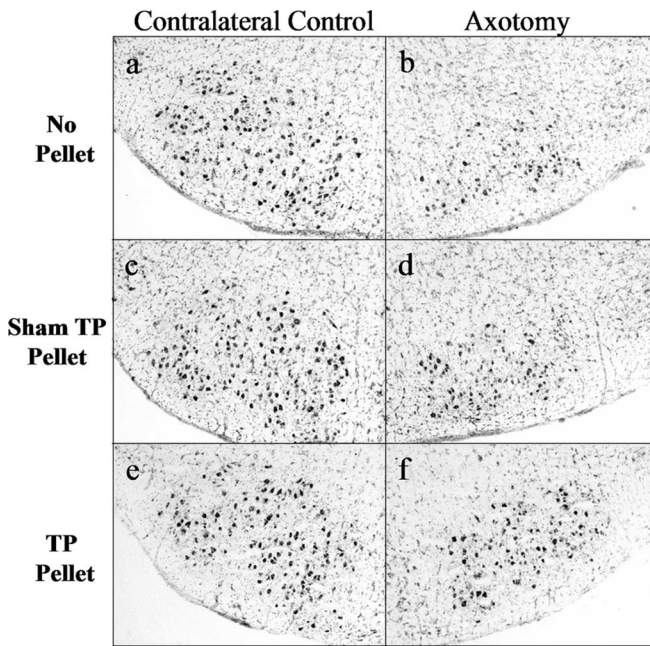 Contralateral Control Axotomy
a b
No
Pellet
c d
Sham TP
Pellet
e f
TP
Pellet